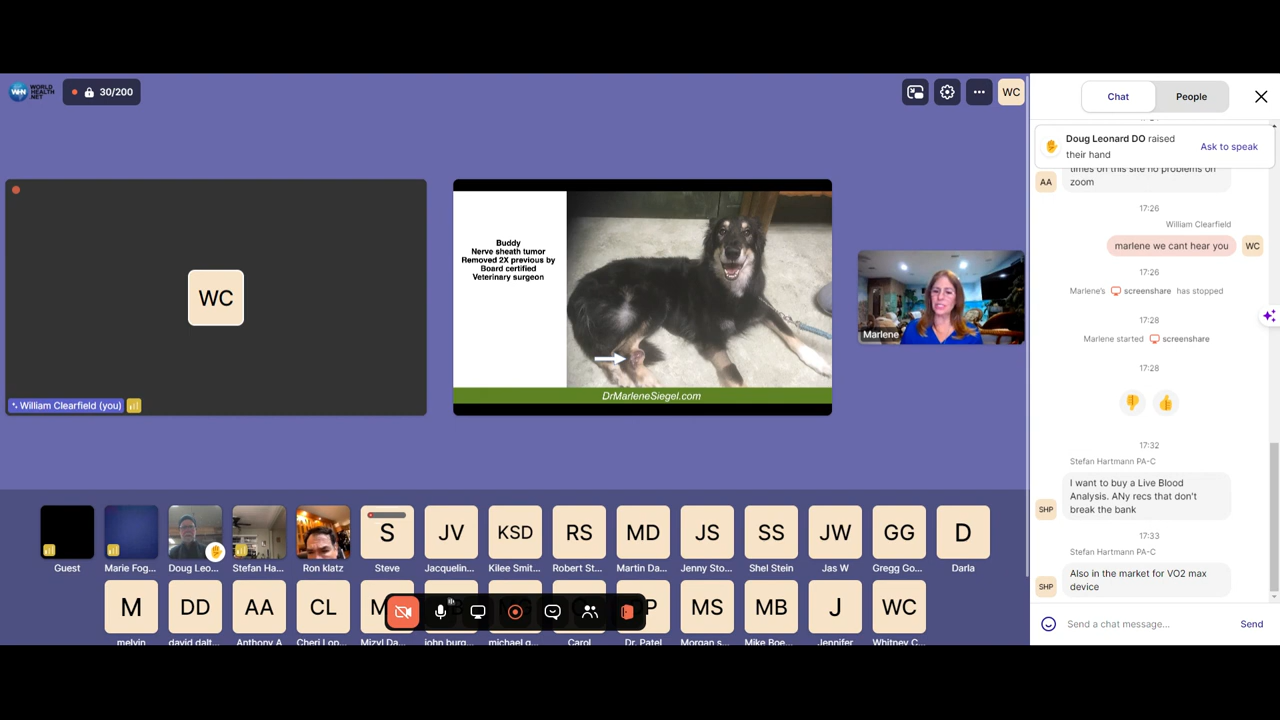 WORLD
HEALTH
.NET
30/200
WC
Chat
People
Doug Leonard DO raised
their hand
Ask to speak
times on this site no problems on
zoom
AA
17:26
William Clearfield
marlene we cant hear you
WC
17:26
Marlene's screenshare has stopped
17:28
Marlene started screenshare
17:28
17:32
Stefan Hartmann PA-C
I want to buy a Live Blood
Analysis. ANy recs that don't
break the bank
SHP
17:33
Stefan Hartmann PA-C
Also in the market for VO2 max
device
SHP
Send a chat message...
Send
WC
William Clearfield (you)
Buddy
Nerve sheath tumor
Removed 2X previous by
Board certified
Veterinary surgeon
DrMarleneSiegel.com
Marlene
S JV KSD RS MD JS SS JW GG D
Guest Marie Fog... Doug Leo... Stefan Ha... Ron klatz Steve Jacquelin... Kilee Smit... Robert St... Martin Da... Jenny Sto... Shel Stein Jas W Gregg Go... Darla
M DD AA CL M P MS MB J WC
melvin david dalt... Anthony A Cheri Lop... Mizyl Da... john burg... michael g... Carol Dr. Patel Morgan s... Mike Boe... Jennifer Whitney C...